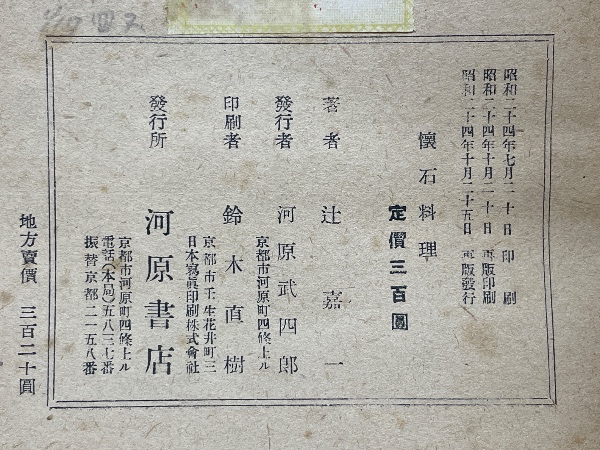 昭和二十四年七月二十日 印刷
昭和二十四年十月二十日 再版印刷
昭和二十四年十月二十五日 再版發行
懷石料理
定價三百圓
著者 辻嘉一
發行者 河原武四郎
京都市河原町四條上ル
印刷者 鈴木直樹
京都市壬生花井町三
日本寫眞印刷株式會社
發行所 河原書店
京都市河原町四條上ル
電話(本局)五八三七番
振替京都二一五八番
地方賣價 三百二十圓